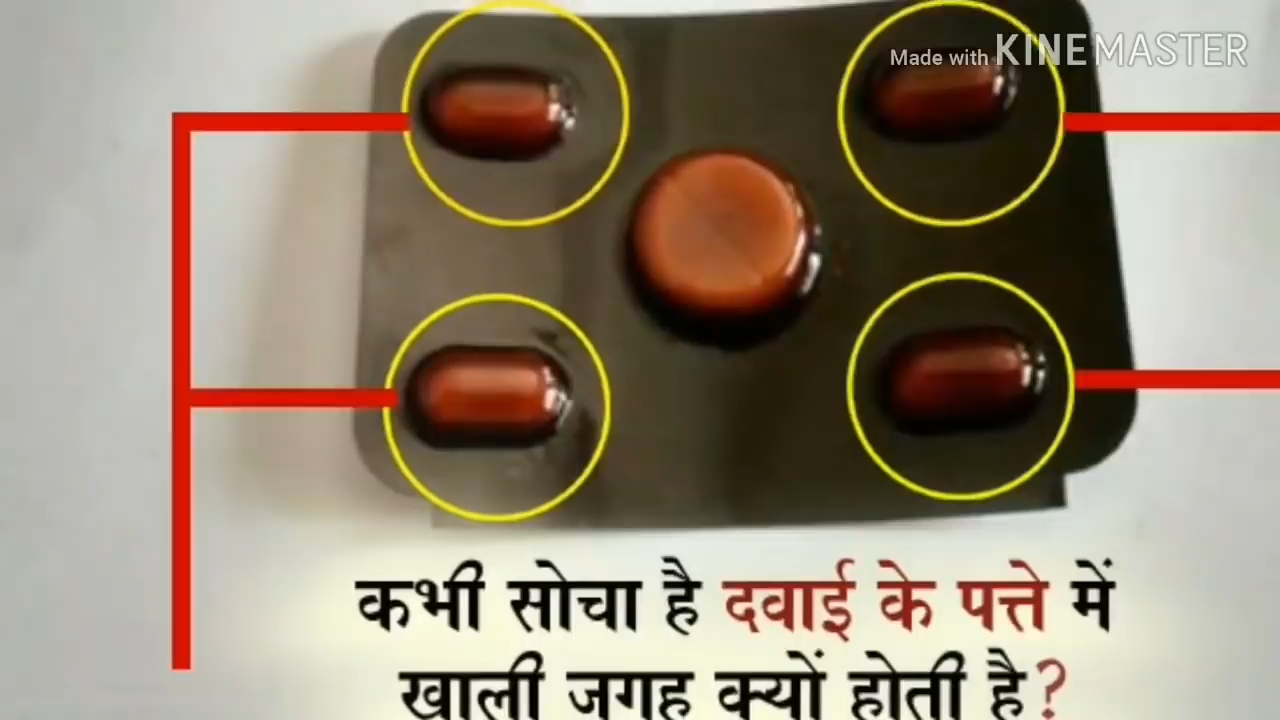 Made with KINEMASTER
कभी सोचा है दवाई के पत्ते में
खाली जगह क्यों होती है?